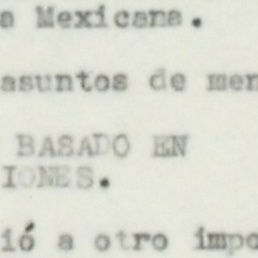 a Mexicana.
asuntos de men
BASADO EN
IONES.
ió a otro impo